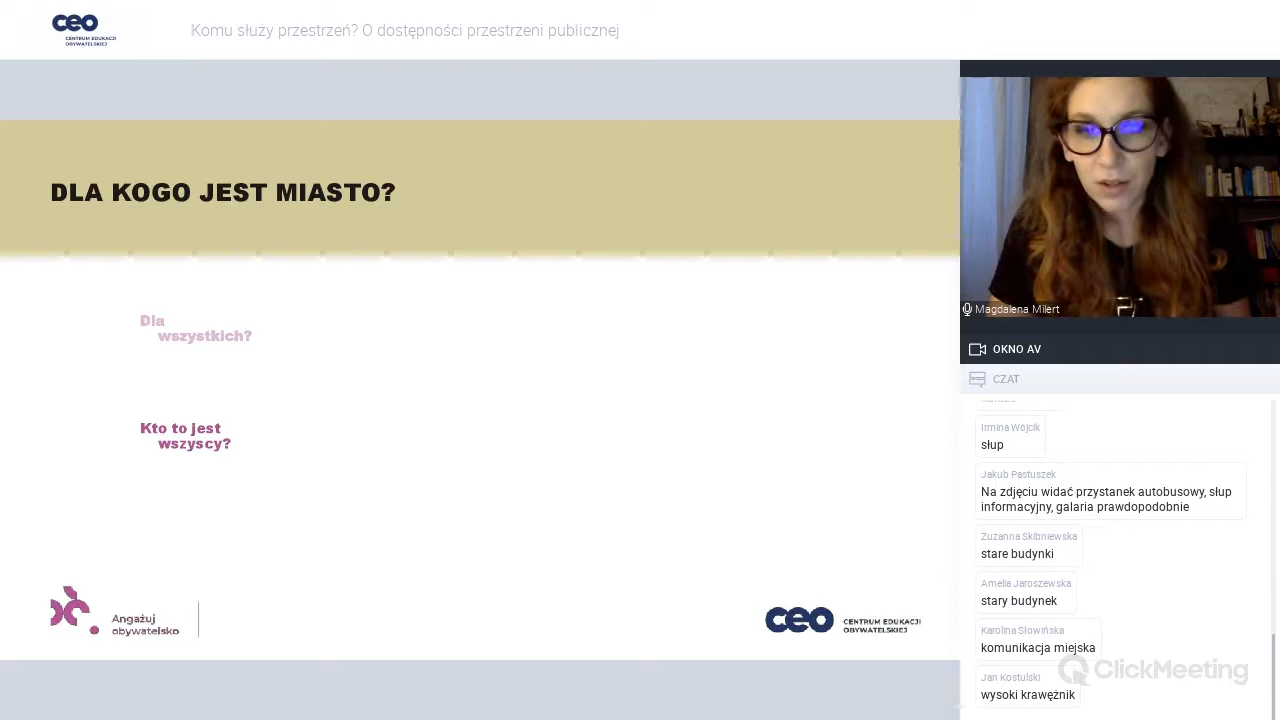 ceo
CENTRUM EDUKACJI
OBYWATELSKIEJ
Komu służy przestrzeń? O dostępności przestrzeni publicznej
DLA KOGO JEST MIASTO?
Dla
wszystkich?
Kto to jest
wszyscy?
Angażuj
obywatelsko
ceo
CENTRUM EDUKACJI
OBYWATELSKIEJ
Magdalena Milert
OKNO AV
CZAT
Irmina Wójcik
słup
Jakub Pastuszek
Na zdjęciu widać przystanek autobusowy, słup
informacyjny, galaria prawdopodobnie
Zuzanna Skibniewska
stare budynki
Amelia Jaroszewska
stary budynek
Karolina Słowińska
komunikacja miejska
ClickMeeting
Jan Kostulski
wysoki krawężnik